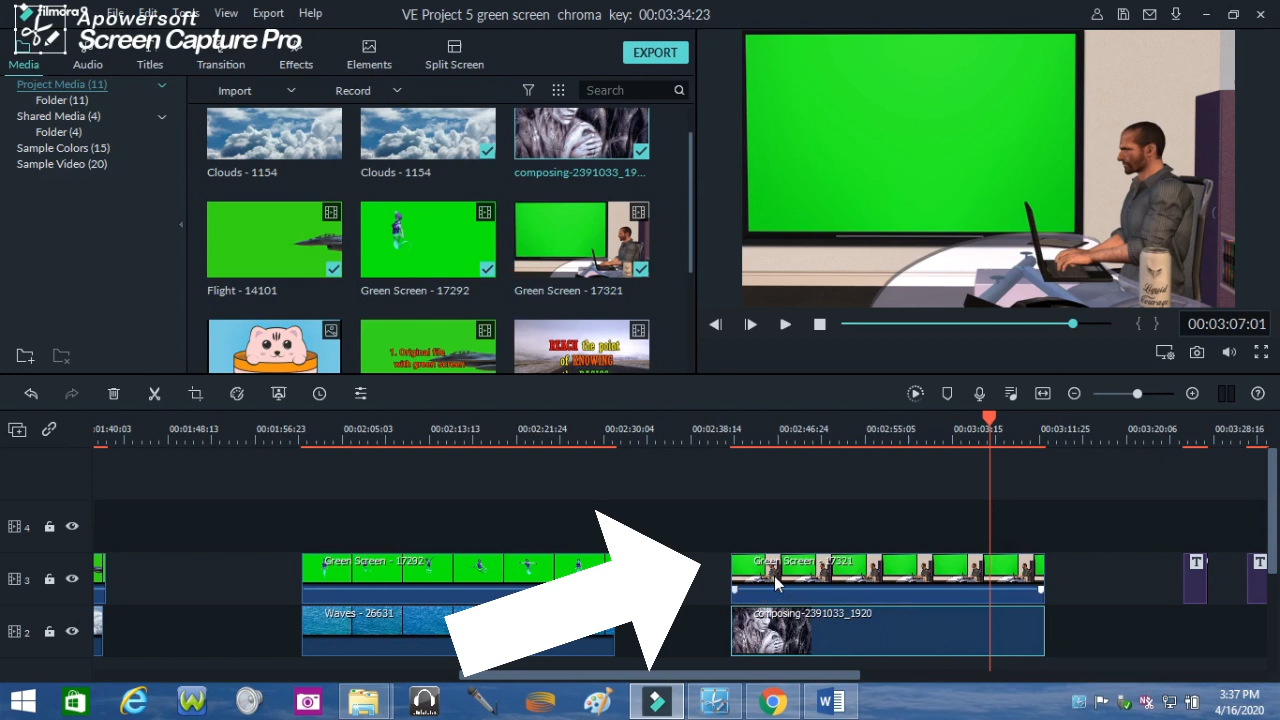 filmora9 File Edit Tools View Export Help VE Project 5 green screen chroma key: 00:03:34:23
Apowersoft
Screen Capture Pro
Media Audio Titles Transition Effects Elements Split Screen EXPORT
Project Media (11)
Folder (11)
Shared Media (4)
Folder (4)
Sample Colors (15)
Sample Video (20)
Import Record Search
Clouds - 1154 Clouds - 1154 composing-2391033_19...
Flight - 14101 Green Screen - 17292 Green Screen - 17321
1. Original file
with green screen
REACH the point
of KNOWING
Liquid
Courage
{ } 00:03:07:01
:01:40:03 00:01:48:13 00:01:56:23 00:02:05:03 00:02:13:13 00:02:21:24 00:02:30:04 00:02:38:14 00:02:46:24 00:02:55:05 00:03:03:15 00:03:11:25 00:03:20:06 00:03:28:16
4
3 Green Screen - 17292 Green Screen - 17321 T T
2 Waves - 26631 composing-2391033_1920
3:37 PM
4/16/2020